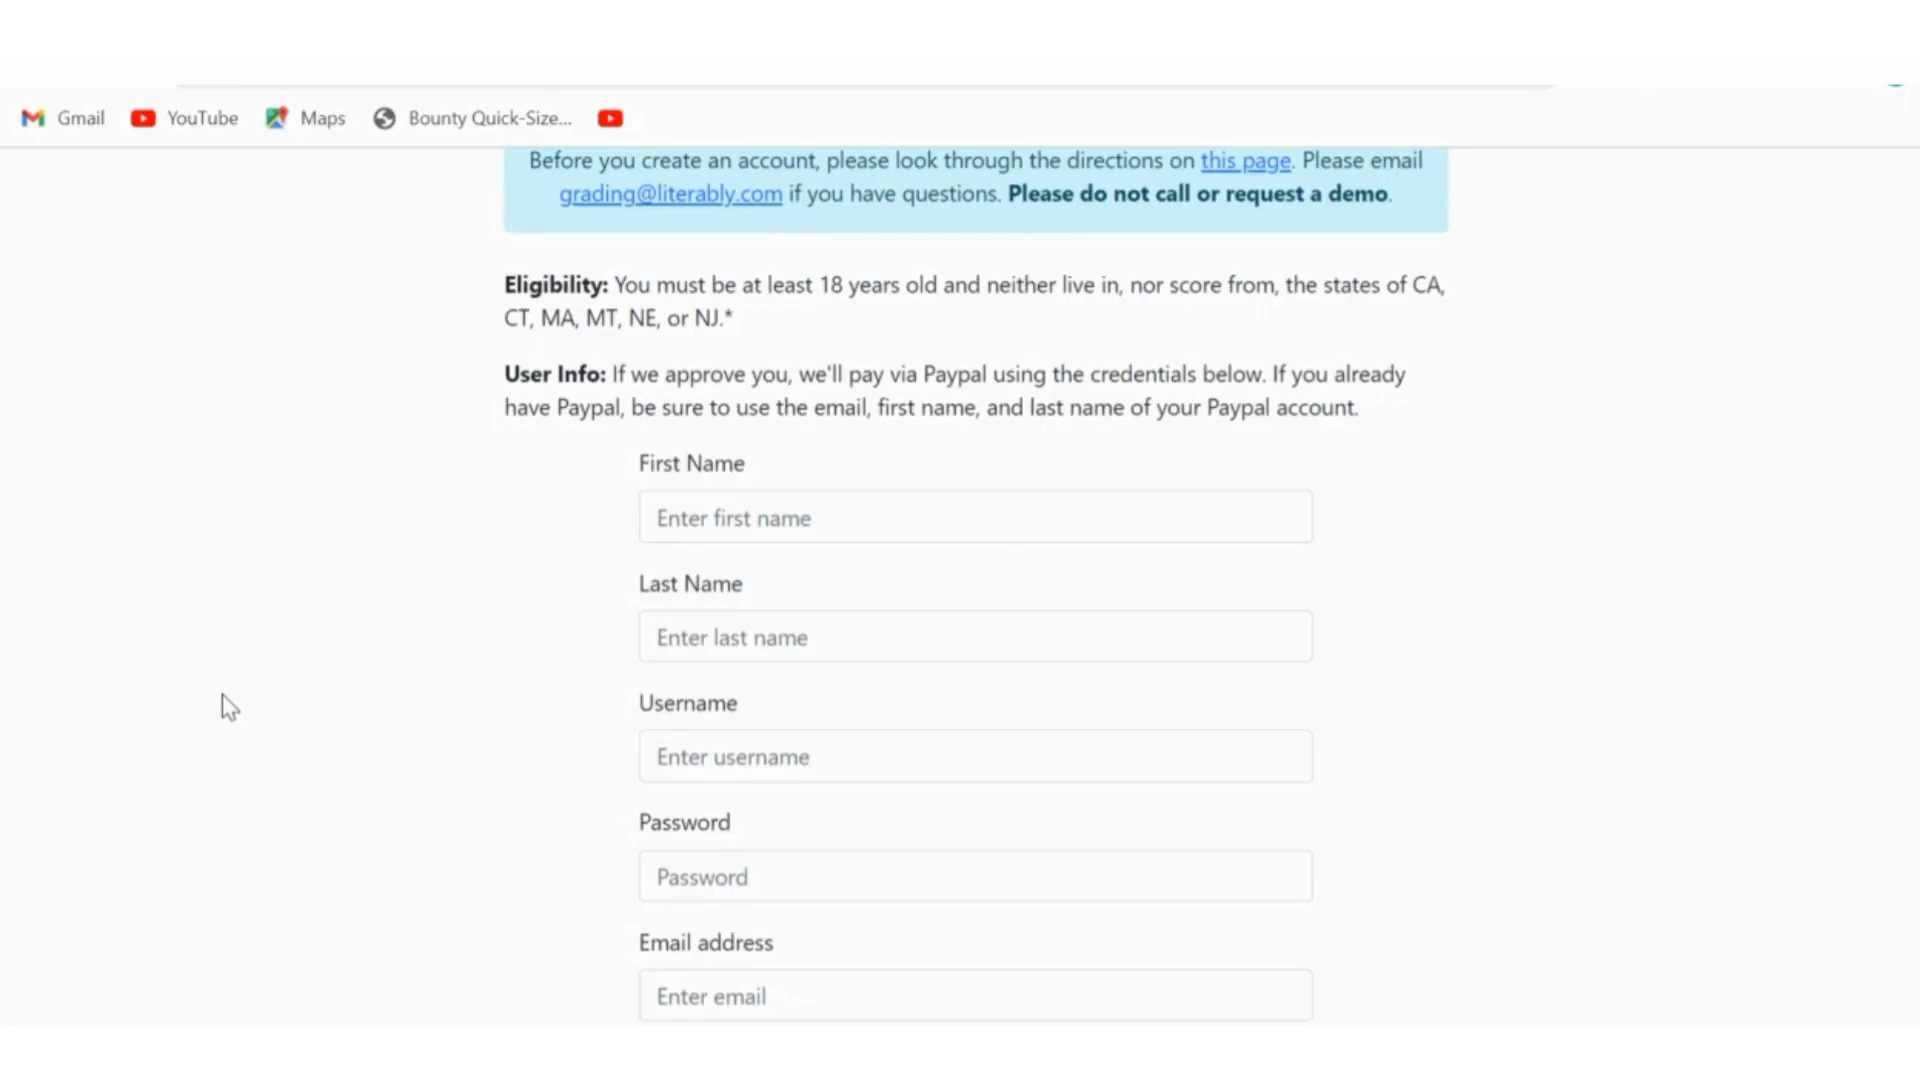 Gmail YouTube Maps Bounty Quick-Size...
Before you create an account, please look through the directions on this page. Please email
grading@literably.com if you have questions. Please do not call or request a demo.
Eligibility: You must be at least 18 years old and neither live in, nor score from, the states of CA,
CT, MA, MT, NE, or NJ.*
User Info: If we approve you, we'll pay via Paypal using the credentials below. If you already
have Paypal, be sure to use the email, first name, and last name of your Paypal account.
First Name
Enter first name
Last Name
Enter last name
Username
Enter username
Password
Password
Email address
Enter email